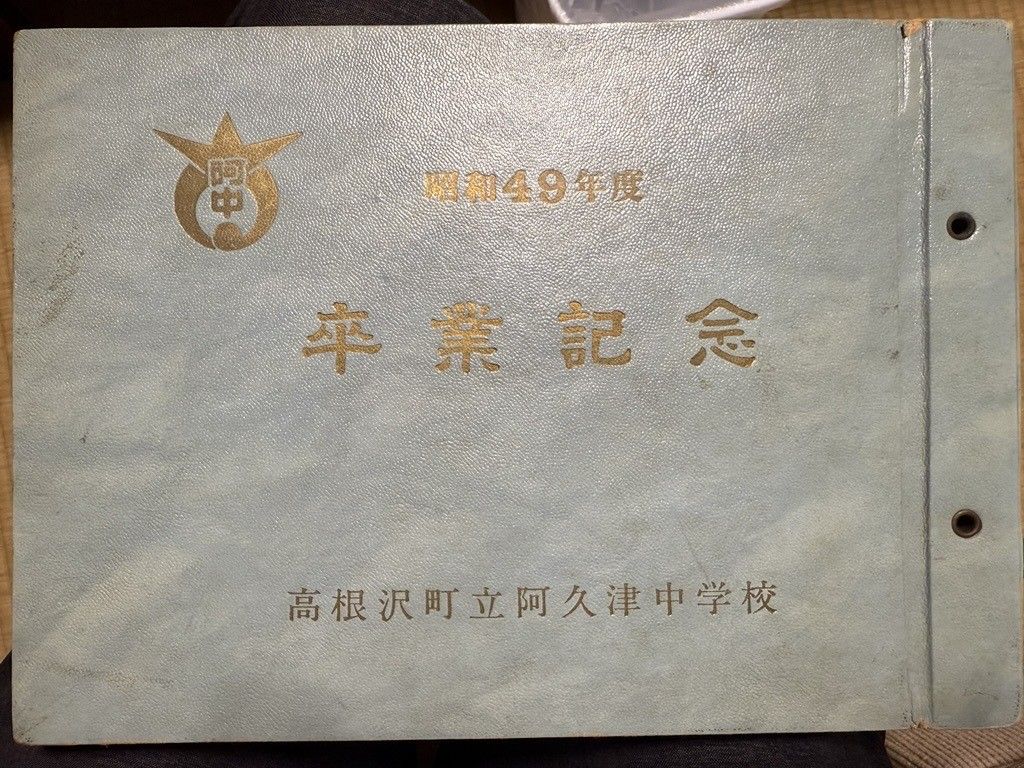 阿中
昭和49年度
卒業記念
高根沢町立阿久津中学校